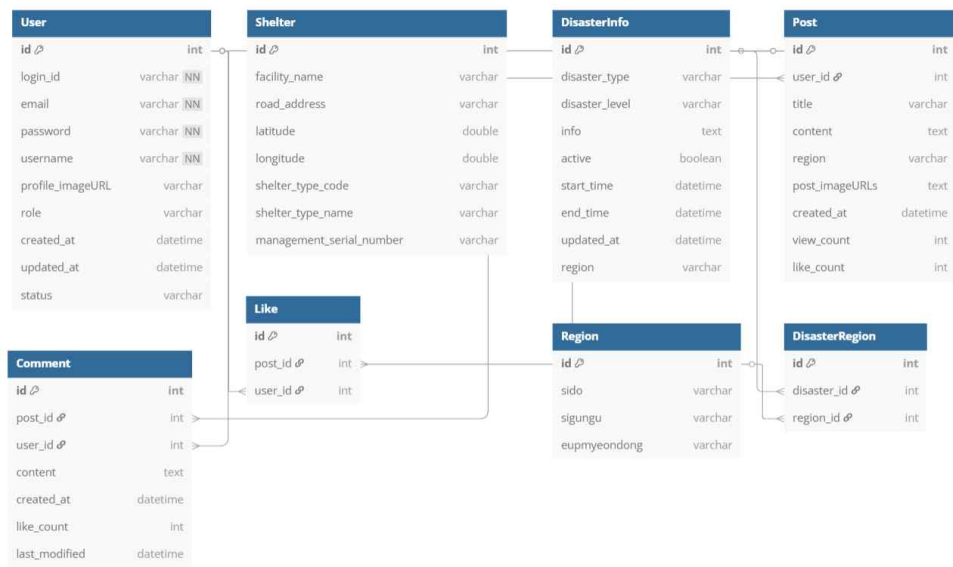 User
id int
login_id varchar NN
email varchar NN
password varchar NN
username varchar NN
profile_imageURL varchar
role varchar
created_at datetime
updated_at datetime
status varchar
Shelter
id int
facility_name varchar
road_address varchar
latitude double
longitude double
shelter_type_code varchar
shelter_type_name varchar
management_serial_number varchar
DisasterInfo
id int
disaster_type varchar
disaster_level varchar
info text
active boolean
start_time datetime
end_time datetime
updated_at datetime
region varchar
Post
id int
user_id int
title varchar
content text
region varchar
post_imageURLs text
created_at datetime
view_count int
like_count int
Like
id int
post_id int
user_id int
Region
id int
sido varchar
sigungu varchar
eupmyeondong varchar
DisasterRegion
id int
disaster_id int
region_id int
Comment
id int
post_id int
user_id int
content text
created_at datetime
like_count int
last_modified datetime